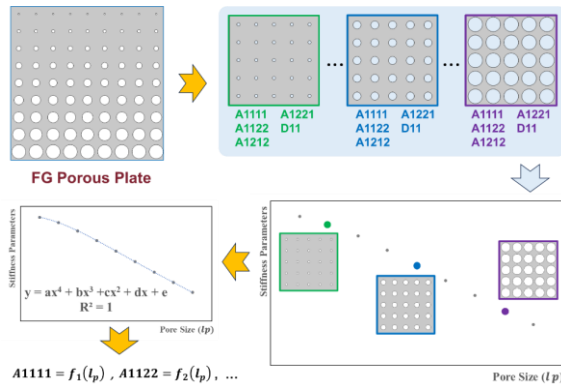 FG Porous Plate
... ...
A1111 A1221
A1122 D11
A1212
A1111 A1221
A1122 D11
A1212
A1111 A1221
A1122 D11
A1212
Stiffness Parameters
Pore Size (lp)
Stiffness Parameters
y = ax⁴ + bx³ +cx² + dx + e
R² = 1
Pore Size (lp)
A1111 = f₁(lₚ) , A1122 = f₂(lₚ), ...